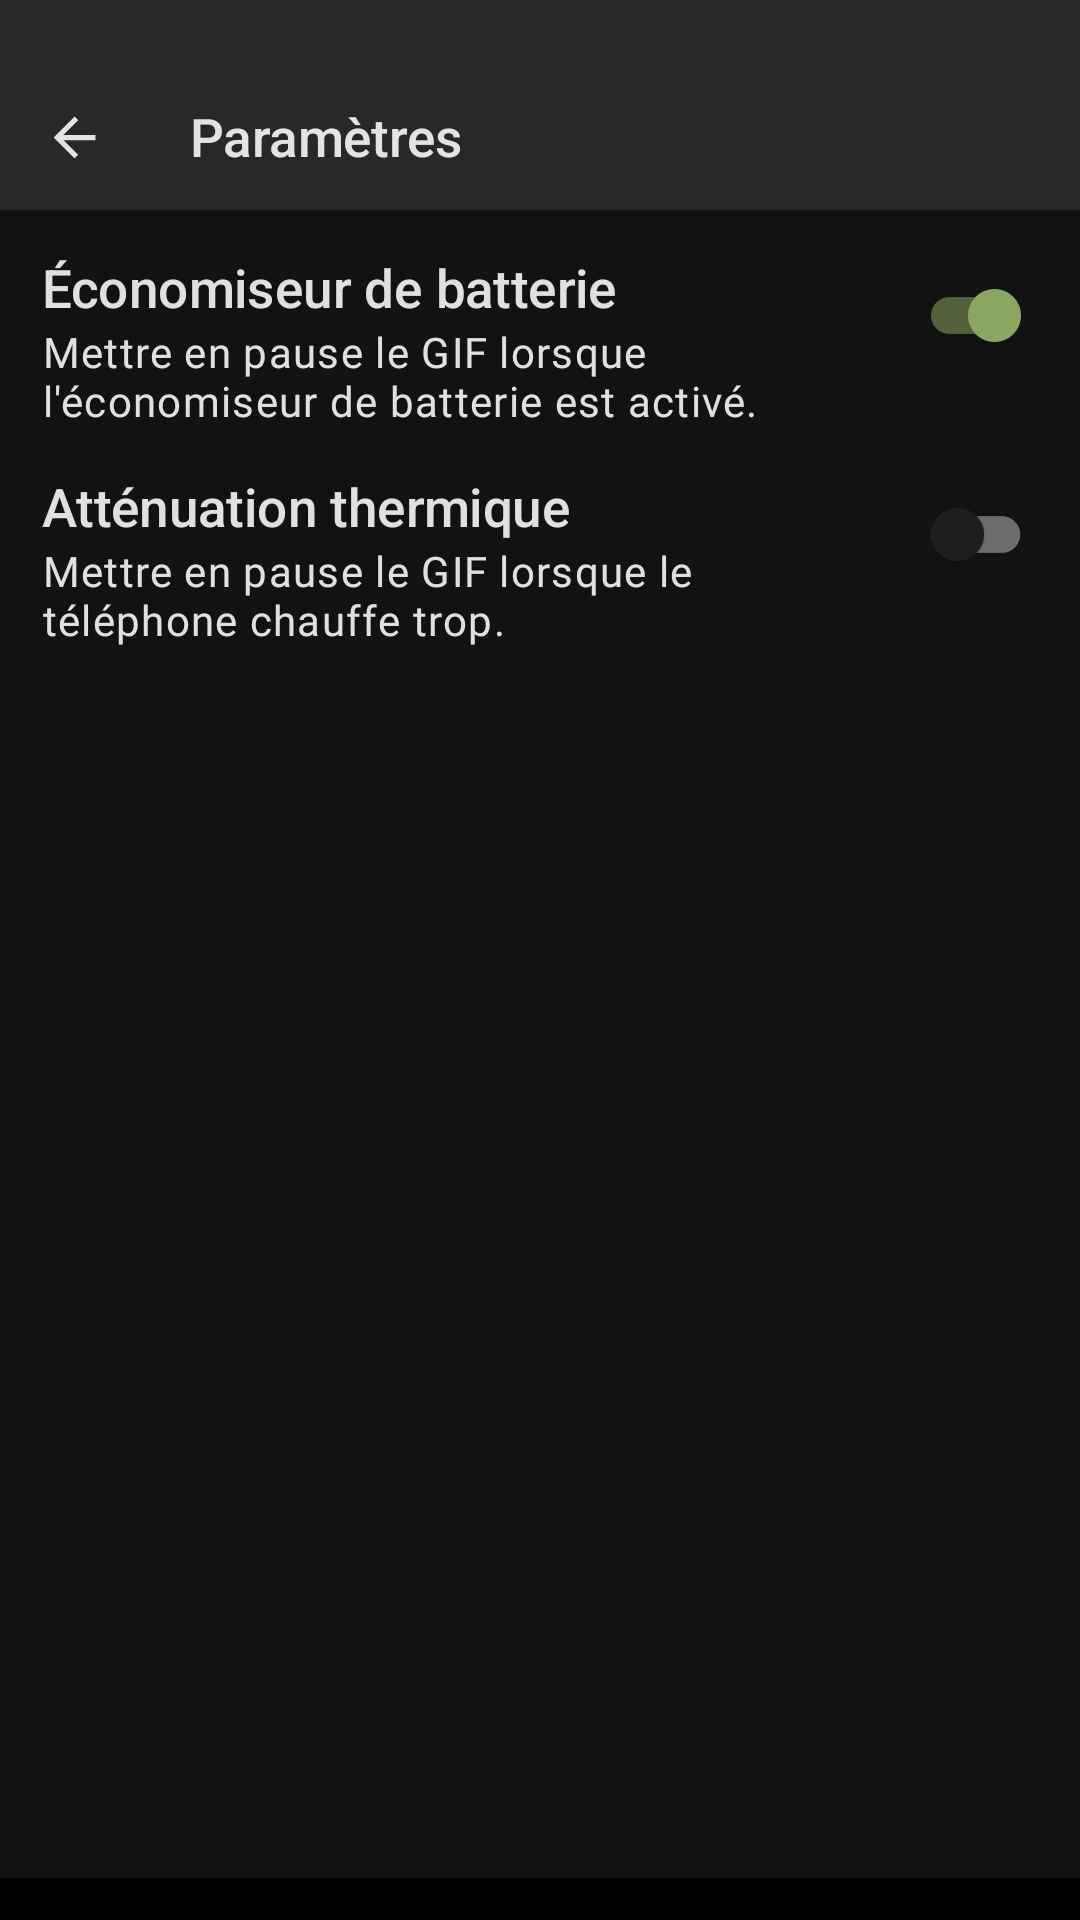 Paramètres
Économiseur de batterie
Mettre en pause le GIF lorsque
l'économiseur de batterie est activé.
Atténuation thermique
Mettre en pause le GIF lorsque le
téléphone chauffe trop.